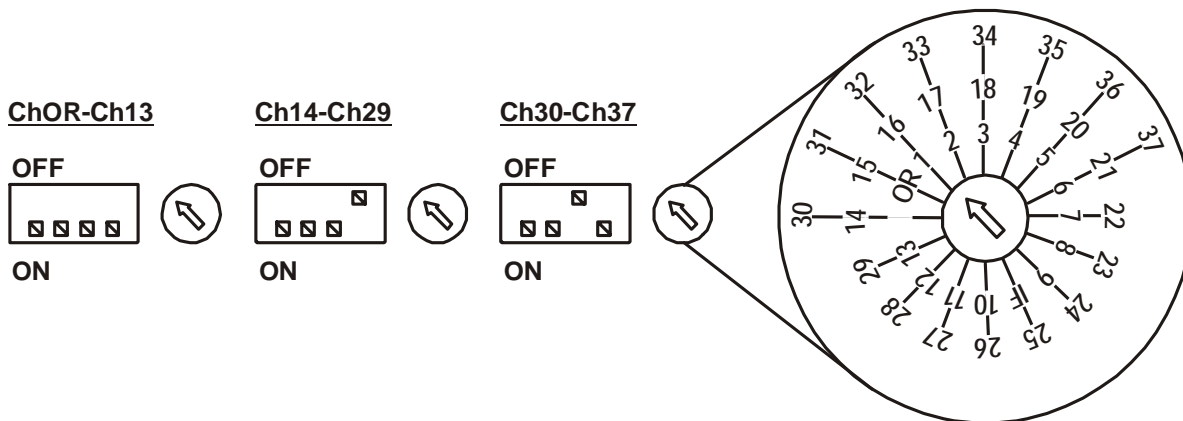 ChOR-Ch13
OFF
ON
Ch14-Ch29
OFF
ON
Ch30-Ch37
OFF
ON
30 14
31 15 OR
32 16 1
33 17 2
34 18 3
35 19 4
36 20 5
37 21 6
22 7
23 8
24 9
25 IF
26 10
27 11
28 12
29 13